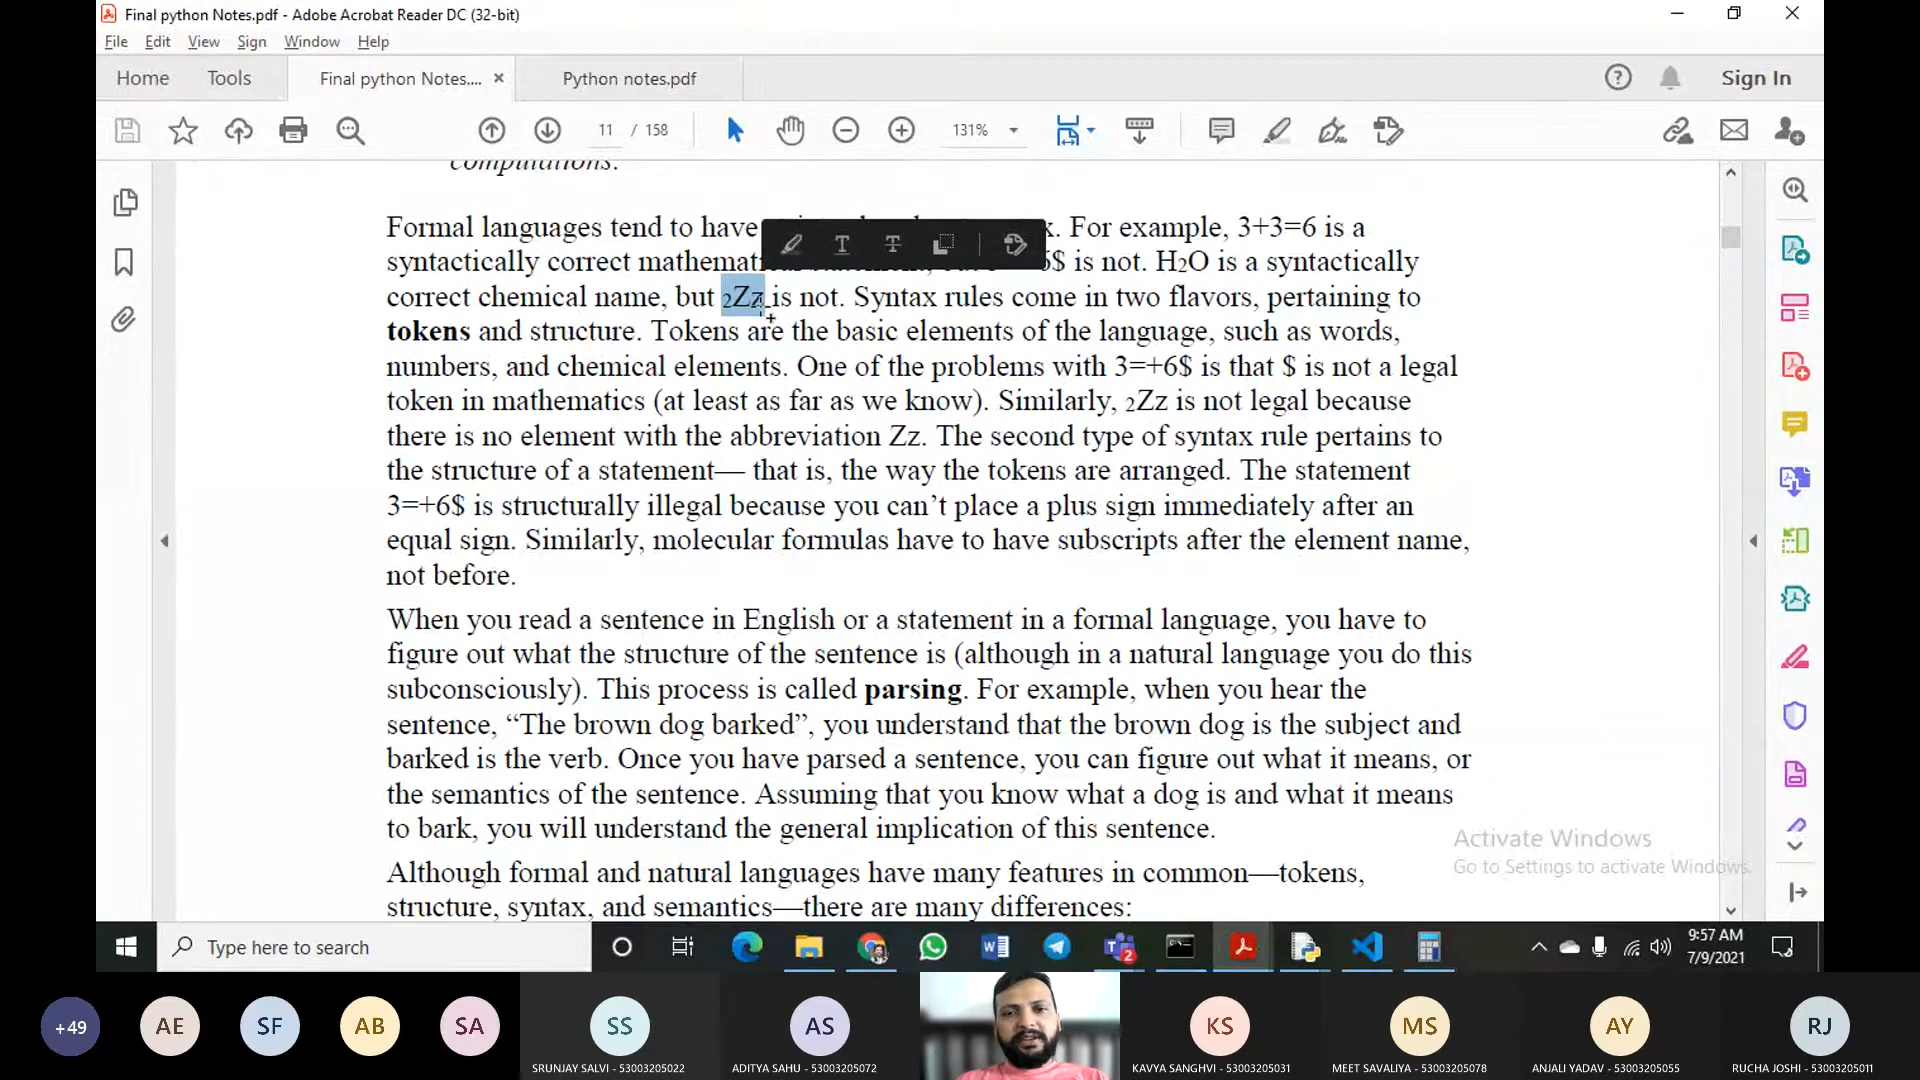 Final python Notes.pdf - Adobe Acrobat Reader DC (32-bit)
File Edit View Sign Window Help
Home Tools Final python Notes.... × Python notes.pdf Sign In
11 / 158 131%
computations.
Formal languages tend to have x. For example, 3+3=6 is a
syntactically correct mathematical $ is not. H2O is a syntactically
correct chemical name, but 2Zz is not. Syntax rules come in two flavors, pertaining to
tokens and structure. Tokens are the basic elements of the language, such as words,
numbers, and chemical elements. One of the problems with 3=+6$ is that $ is not a legal
token in mathematics (at least as far as we know). Similarly, 2Zz is not legal because
there is no element with the abbreviation Zz. The second type of syntax rule pertains to
the structure of a statement— that is, the way the tokens are arranged. The statement
3=+6$ is structurally illegal because you can’t place a plus sign immediately after an
equal sign. Similarly, molecular formulas have to have subscripts after the element name,
not before.
When you read a sentence in English or a statement in a formal language, you have to
figure out what the structure of the sentence is (although in a natural language you do this
subconsciously). This process is called parsing. For example, when you hear the
sentence, “The brown dog barked”, you understand that the brown dog is the subject and
barked is the verb. Once you have parsed a sentence, you can figure out what it means, or
the semantics of the sentence. Assuming that you know what a dog is and what it means
to bark, you will understand the general implication of this sentence.
Although formal and natural languages have many features in common—tokens,
structure, syntax, and semantics—there are many differences:
Activate Windows
Go to Settings to activate Windows.
Type here to search
2
9:57 AM
7/9/2021
+49 AE SF AB SA SS AS KS MS AY RJ
SRUNJAY SALVI - 53003205022 ADITYA SAHU - 53003205072 KAVYA SANGHVI - 53003205031 MEET SAVALIYA - 53003205078 ANJALI YADAV - 53003205055 RUCHA JOSHI - 53003205011